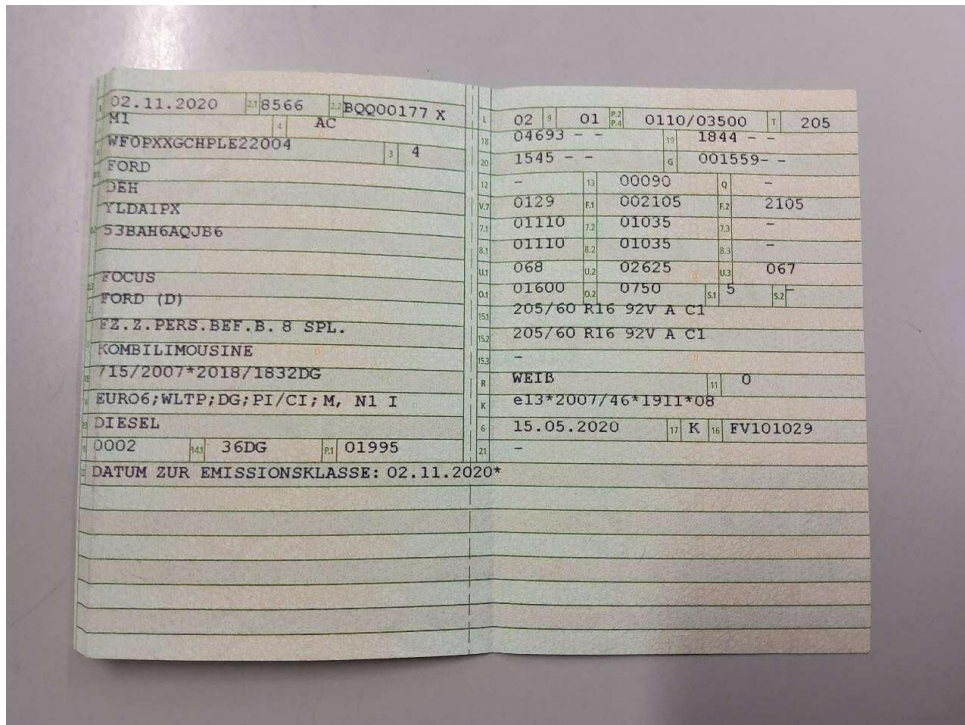 02.11.2020 2.1 8566 2.2 BQQ00177 X
M1 4 AC
WF0PXXGCHPLE22004 3 4
FORD
DEH
YLDA1PX
53BAH6AQJB6
FOCUS
FORD (D)
FZ.Z.PERS.BEF.B. 8 SPL.
KOMBILIMOUSINE
715/2007*2018/1832DG
EURO6;WLTP;DG;PI/CI; M, N1 I
DIESEL
0002 14.1 36DG P.1 01995
DATUM ZUR EMISSIONSKLASSE: 02.11.2020*
L 02 9 01 P.2 P.4 0110/03500 T 205
18 04693 - - 19 1844 - -
20 1545 - - G 001559- -
12 - 13 00090 Q -
V.7 0129 F.1 002105 F.2 2105
7.1 01110 7.2 01035 7.3 -
8.1 01110 8.2 01035 8.3 -
U.1 068 U.2 02625 U.3 067
O.1 01600 O.2 0750 S.1 5 S.2 -
15.1 205/60 R16 92V A C1
15.2 205/60 R16 92V A C1
15.3 -
R WEIß 11 0
K e13*2007/46*1911*08
6 15.05.2020 17 K 16 FV101029
21 -